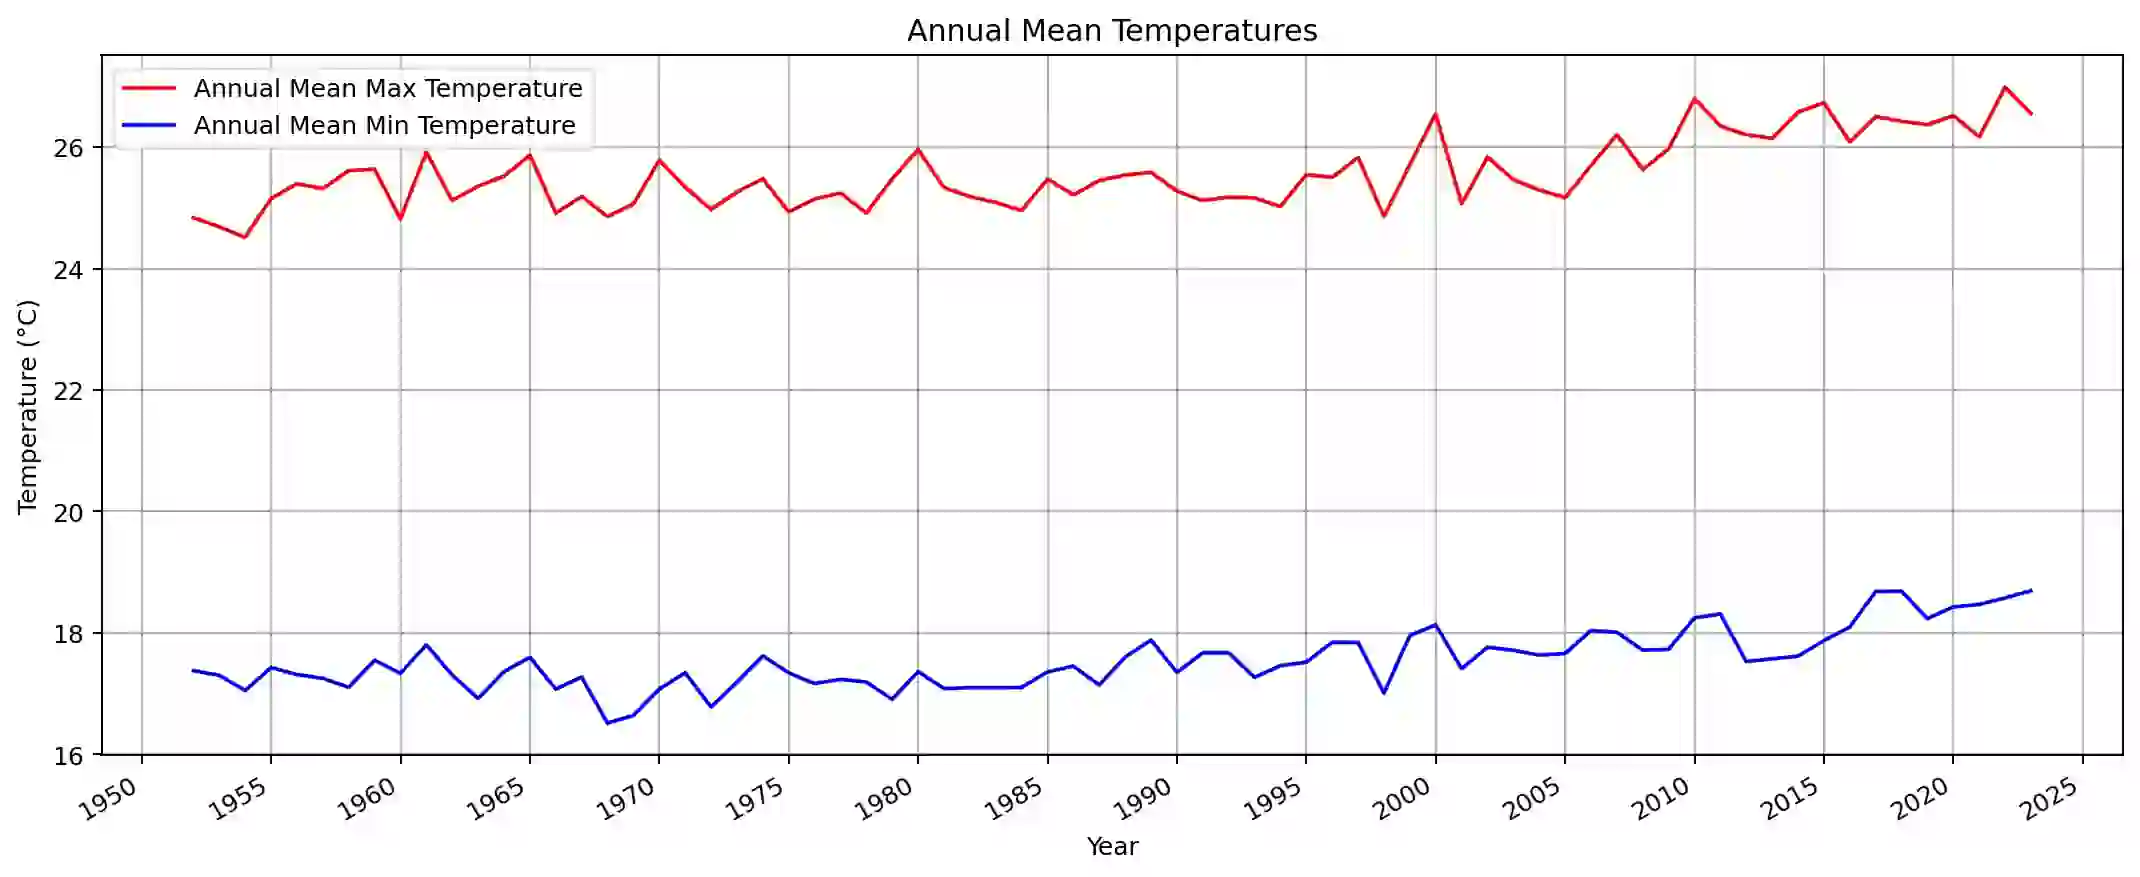 Annual Mean Temperatures
Annual Mean Max Temperature
Annual Mean Min Temperature
Temperature (°C)
26
24
22
20
18
16
1950 1955 1960 1965 1970 1975 1980 1985 1990 1995 2000 2005 2010 2015 2020 2025
Year